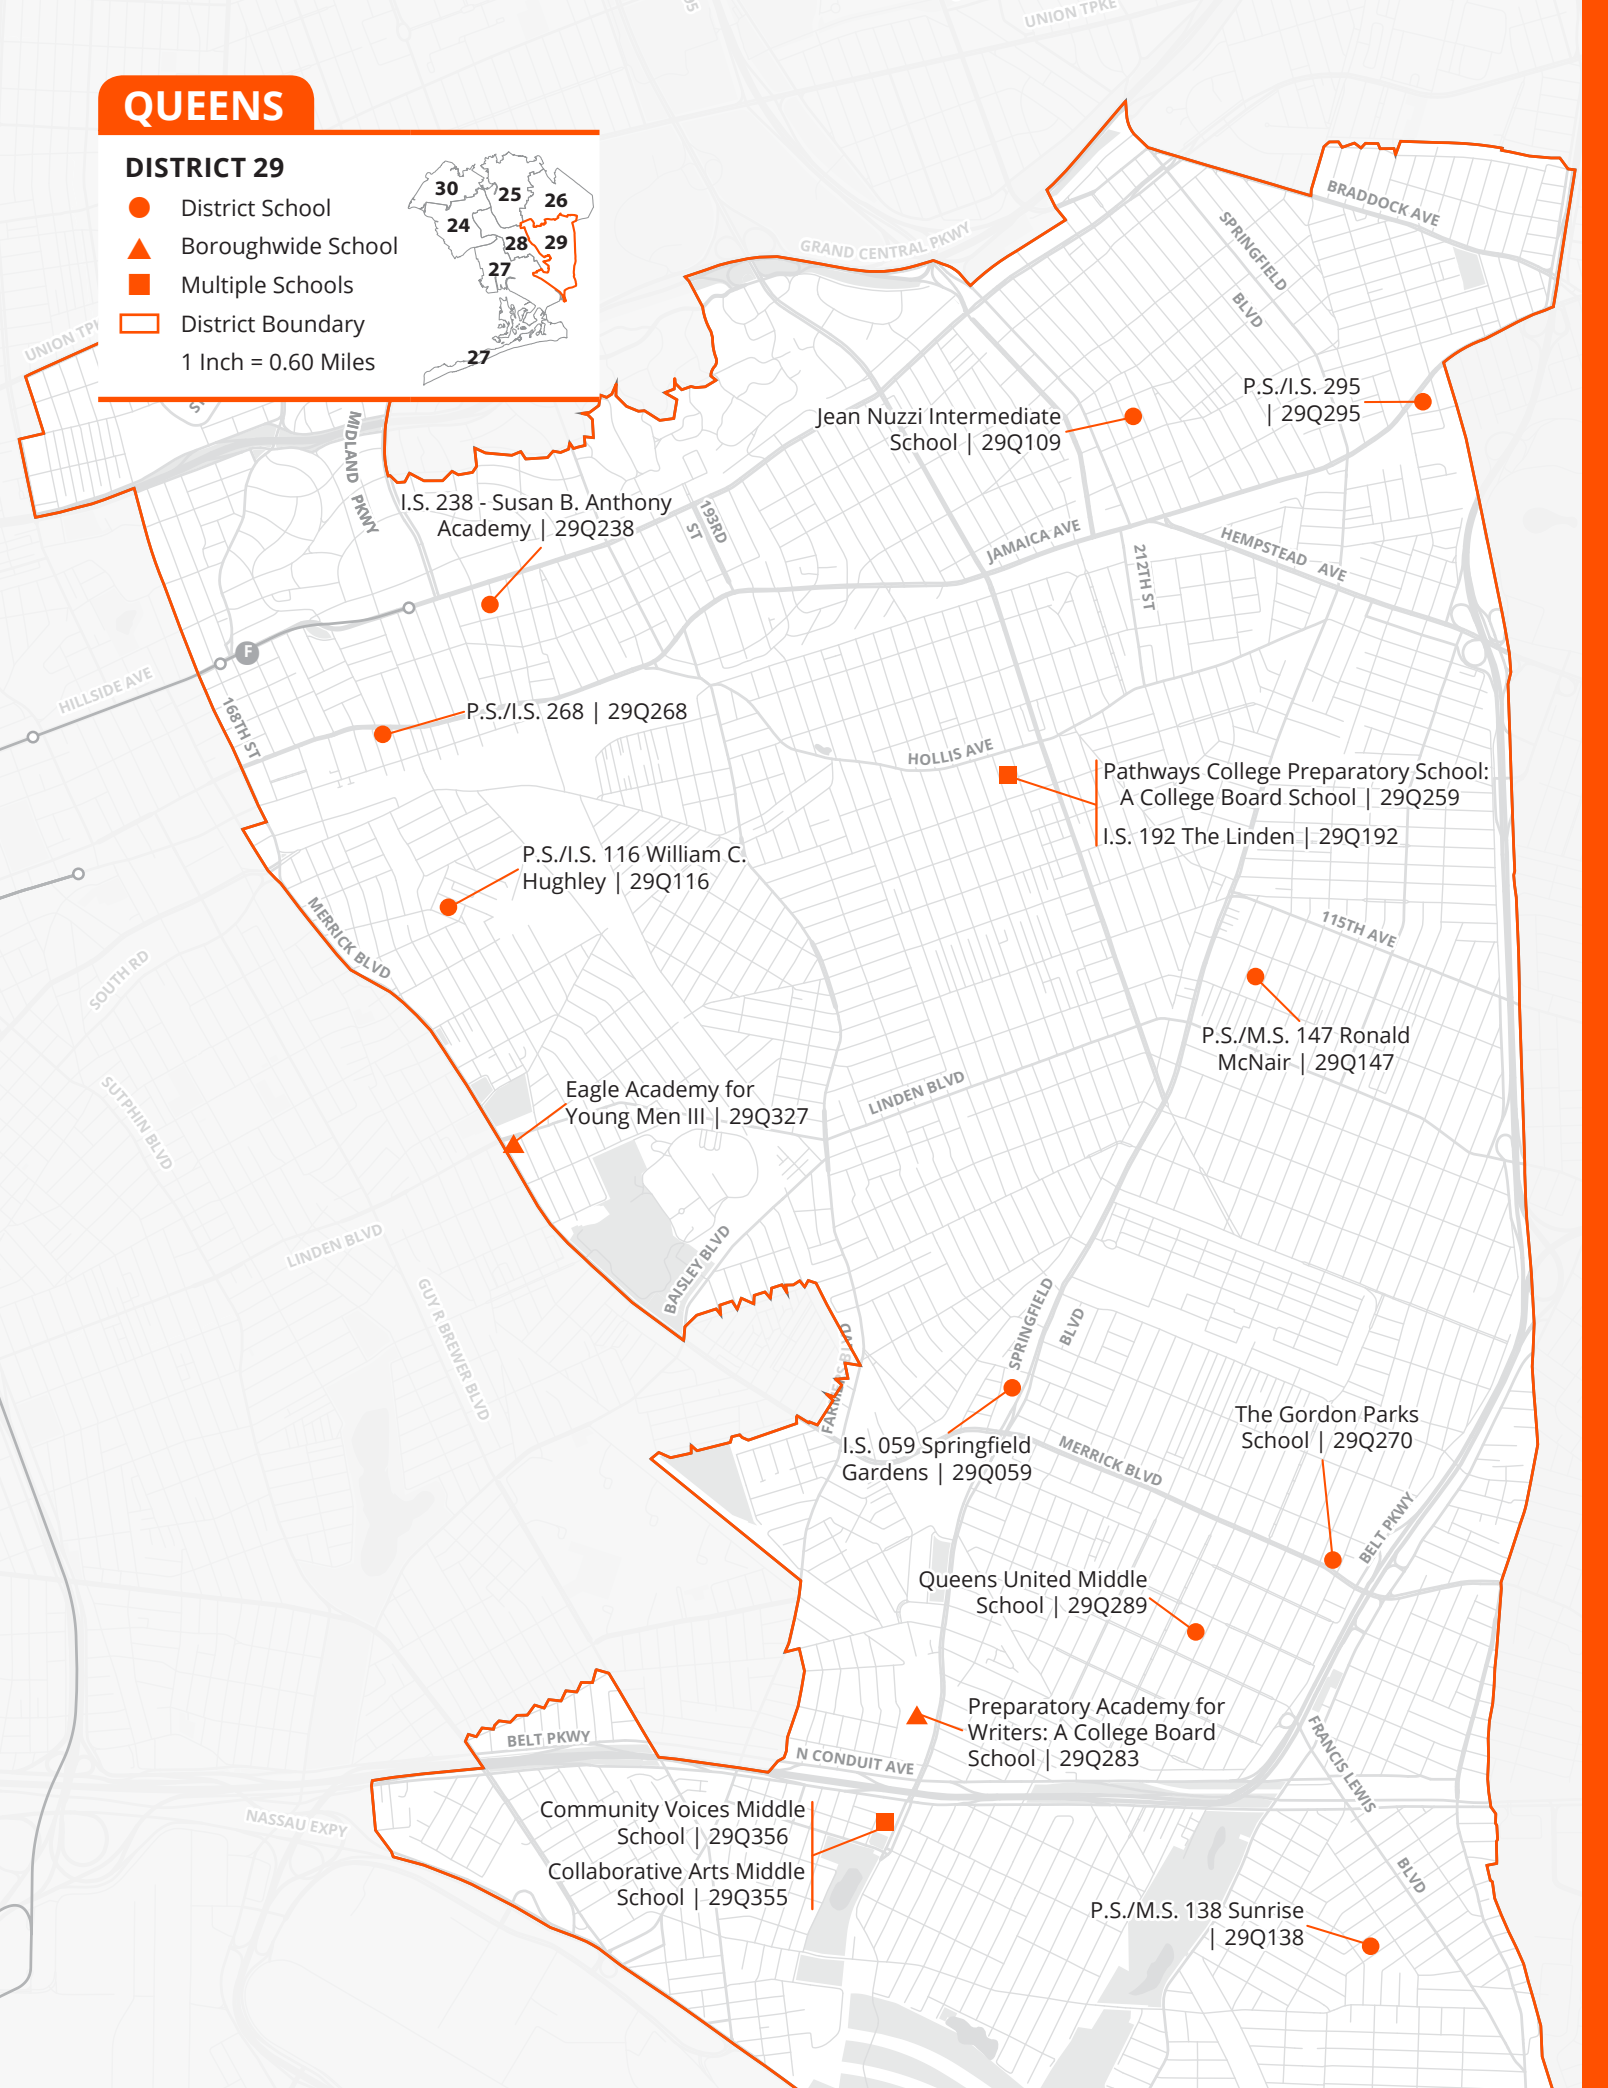 UNION TPKE
QUEENS
DISTRICT 29
District School
Boroughwide School
Multiple Schools
District Boundary
1 Inch = 0.60 Miles
30
25
26
24
28
29
27
27
BRADDOCK AVE
SPRINGFIELD
BLVD
GRAND CENTRAL PKWY
MIDLAND PKWY
P.S./I.S. 295
| 29Q295
Jean Nuzzi Intermediate
School | 29Q109
I.S. 238 - Susan B. Anthony
Academy | 29Q238
193RD
ST
JAMAICA AVE
212TH ST
HEMPSTEAD AVE
F
HILLSIDE AVE
168TH ST
P.S./I.S. 268 | 29Q268
HOLLIS AVE
Pathways College Preparatory School:
A College Board School | 29Q259
I.S. 192 The Linden | 29Q192
P.S./I.S. 116 William C.
Hughley | 29Q116
MERRICK BLVD
115TH AVE
SOUTH RD
P.S./M.S. 147 Ronald
McNair | 29Q147
SUTPHIN BLVD
Eagle Academy for
Young Men III | 29Q327
LINDEN BLVD
LINDEN BLVD
BAISLEY BLVD
GUY R BREWER BLVD
SPRINGFIELD
BLVD
FARMERS BLVD
I.S. 059 Springfield
Gardens | 29Q059
MERRICK BLVD
The Gordon Parks
School | 29Q270
BELT PKWY
Queens United Middle
School | 29Q289
Preparatory Academy for
Writers: A College Board
School | 29Q283
BELT PKWY
N CONDUIT AVE
FRANCIS LEWIS
BLVD
NASSAU EXPY
Community Voices Middle
School | 29Q356
Collaborative Arts Middle
School | 29Q355
P.S./M.S. 138 Sunrise
| 29Q138